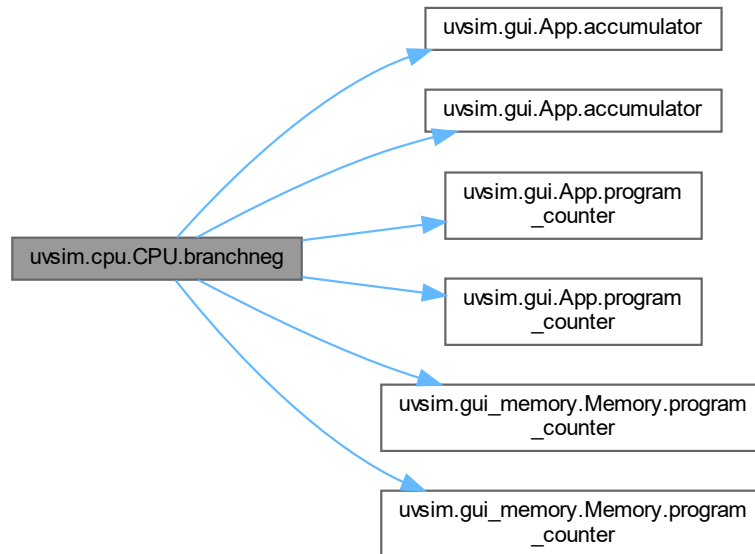 uvsim.gui.App.accumulator
uvsim.gui.App.accumulator
uvsim.gui.App.program
_counter
uvsim.cpu.CPU.branchneg
uvsim.gui.App.program
_counter
uvsim.gui_memory.Memory.program
_counter
uvsim.gui_memory.Memory.program
_counter